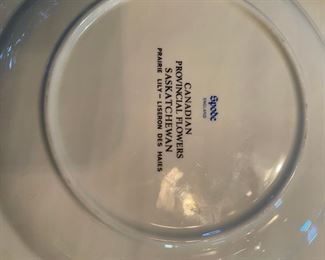 Spode
ENGLAND
CANADIAN
PROVINCIAL FLOWERS
SASKATCHEWAN
PRAIRIE LILY – LISERON DES HAIES